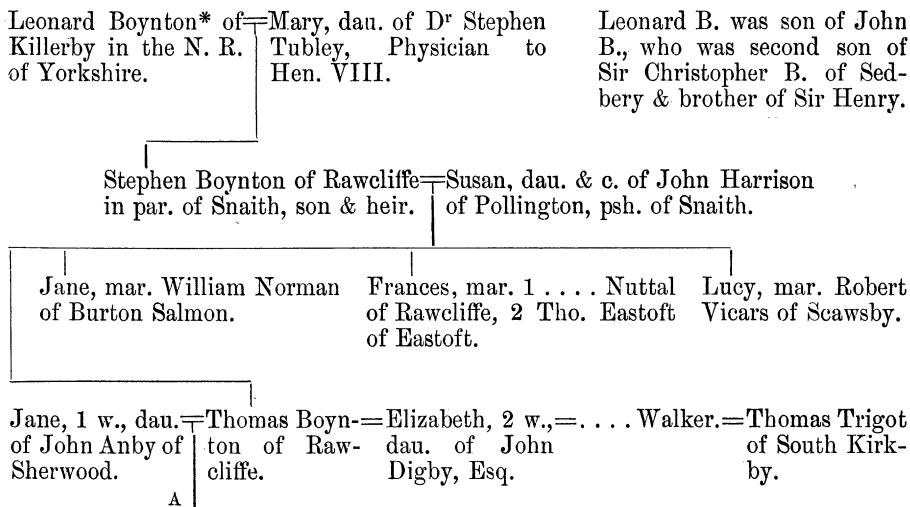 Leonard Boynton* of
Killerby in the N. R.
of Yorkshire.
Mary, dau. of Dʳ Stephen
Tubley, Physician to
Hen. VIII.
Leonard B. was son of John
B., who was second son of
Sir Christopher B. of Sed-
bery & brother of Sir Henry.
Stephen Boynton of Rawcliffe
in par. of Snaith, son & heir.
Susan, dau. & c. of John Harrison
of Pollington, psh. of Snaith.
Jane, mar. William Norman
of Burton Salmon.
Frances, mar. 1 .... Nuttal
of Rawcliffe, 2 Tho. Eastoft
of Eastoft.
Lucy, mar. Robert
Vicars of Scawsby.
Jane, 1 w., dau.
of John Anby of
Sherwood.
Thomas Boyn-
ton of Raw-
cliffe.
Elizabeth, 2 w.,
dau. of John
Digby, Esq.
.... Walker.
Thomas Trigot
of South Kirk-
by.
A